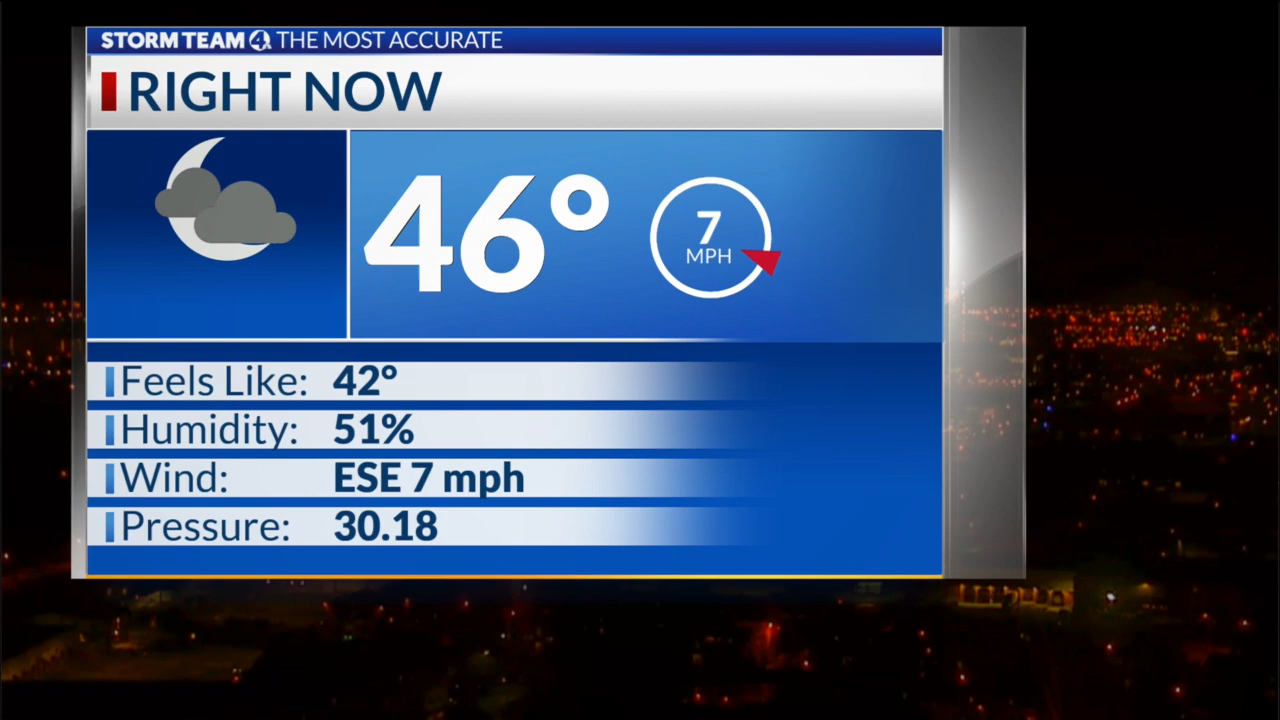 STORM TEAM 4 THE MOST ACCURATE
RIGHT NOW
46°
7
MPH
Feels Like: 42°
Humidity: 51%
Wind: ESE 7 mph
Pressure: 30.18